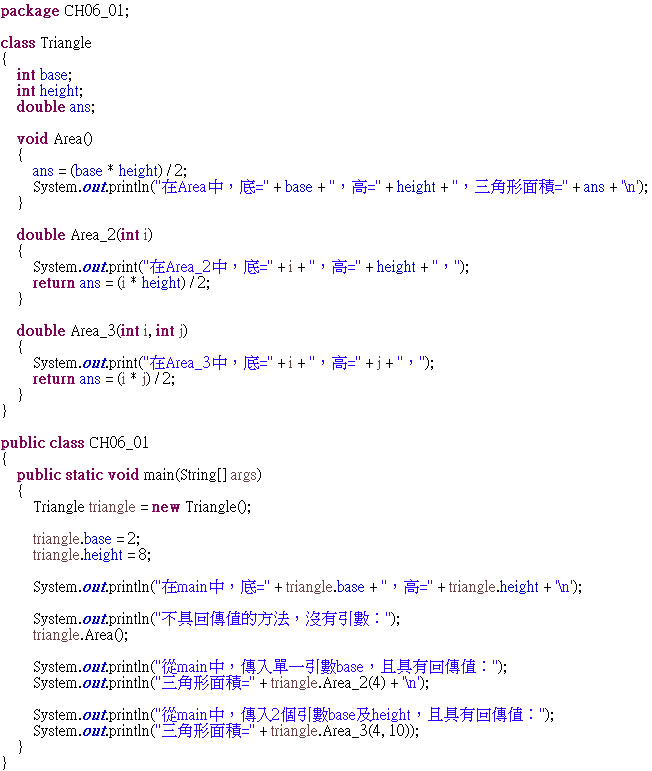 package CH06_01;
class Triangle
{
int base;
int height;
double ans;
void Area()
{
ans = (base * height) / 2;
System.out.println("在Area中，底=" + base + "，高=" + height + "，三角形面積=" + ans + '\n');
}
double Area_2(int i)
{
System.out.print("在Area_2中，底=" + i + "，高=" + height + "，");
return ans = (i * height) / 2;
}
double Area_3(int i, int j)
{
System.out.print("在Area_3中，底=" + i + "，高=" + j + "，");
return ans = (i * j) / 2;
}
}
public class CH06_01
{
public static void main(String[] args)
{
Triangle triangle = new Triangle();
triangle.base = 2;
triangle.height = 8;
System.out.println("在main中，底=" + triangle.base + "，高=" + triangle.height + '\n');
System.out.println("不具回傳值的方法，沒有引數：");
triangle.Area();
System.out.println("從main中，傳入單一引數base，且具有回傳值：");
System.out.println("三角形面積=" + triangle.Area_2(4) + '\n');
System.out.println("從main中，傳入2個引數base及height，且具有回傳值：");
System.out.println("三角形面積=" + triangle.Area_3(4, 10));
}
}